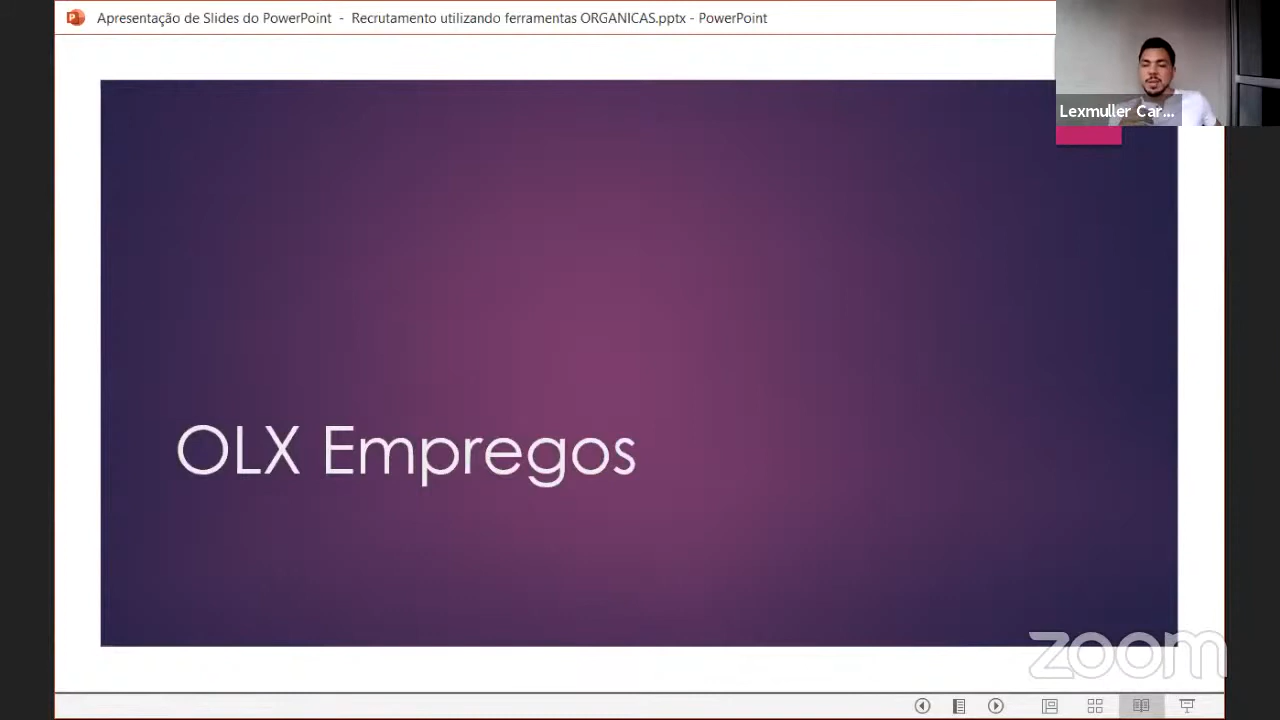 Apresentação de Slides do PowerPoint - Recrutamento utilizando ferramentas ORGANICAS.pptx - PowerPoint
Lexmuller Car...
OLX Empregos
zoom